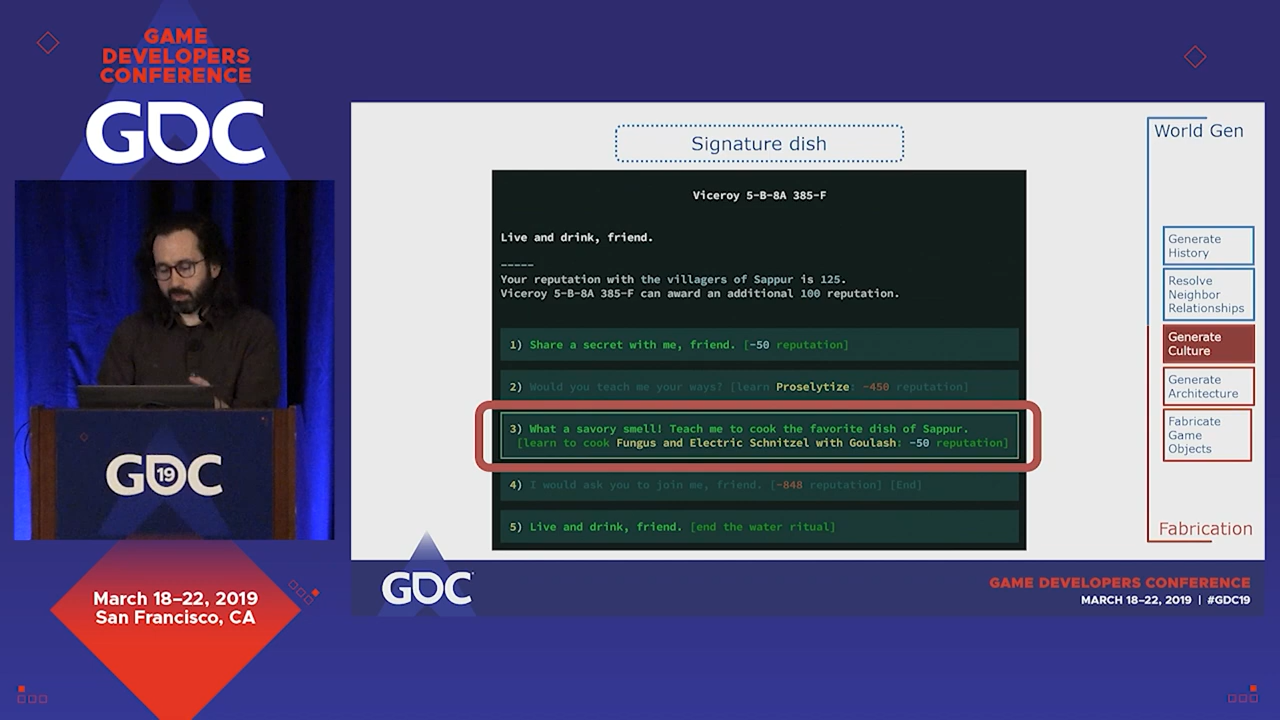 GAME
DEVELOPERS
CONFERENCE
GDC
GDC
19
March 18–22, 2019
San Francisco, CA
Signature dish
Viceroy 5-B-8A 385-F
Live and drink, friend.
-----
Your reputation with the villagers of Sappur is 125.
Viceroy 5-B-8A 385-F can award an additional 100 reputation.
1) Share a secret with me, friend. [-50 reputation]
2) Would you teach me your ways? [learn Proselytize: -450 reputation]
3) What a savory smell! Teach me to cook the favorite dish of Sappur.
[learn to cook Fungus and Electric Schnitzel with Goulash: -50 reputation]
4) I would ask you to join me, friend. [-848 reputation] [End]
5) Live and drink, friend. [end the water ritual]
World Gen
Generate
History
Resolve
Neighbor
Relationships
Generate
Culture
Generate
Architecture
Fabricate
Game
Objects
Fabrication
GDC
GAME DEVELOPERS CONFERENCE
MARCH 18–22, 2019 | #GDC19